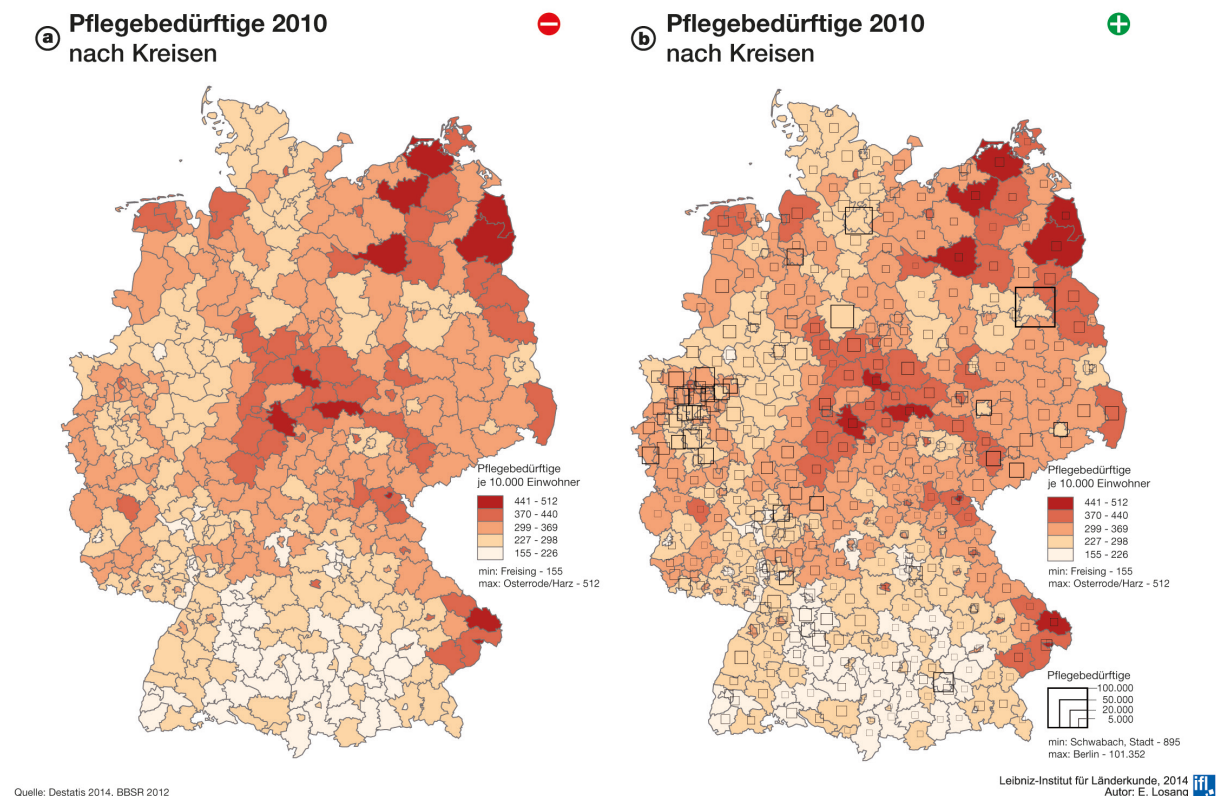 a Pflegebedürftige 2010
nach Kreisen
Pflegebedürftige
je 10.000 Einwohner
441 - 512
370 - 440
299 - 369
227 - 298
155 - 226
min: Freising - 155
max: Osterrode/Harz - 512
Quelle: Destatis 2014, BBSR 2012
b Pflegebedürftige 2010
nach Kreisen
Pflegebedürftige
je 10.000 Einwohner
441 - 512
370 - 440
299 - 369
227 - 298
155 - 226
min: Freising - 155
max: Osterrode/Harz - 512
Pflegebedürftige
100.000
50.000
20.000
5.000
min: Schwabach, Stadt - 895
max: Berlin - 101.352
Leibniz-Institut für Länderkunde, 2014
Autor: E. Losang
ifl